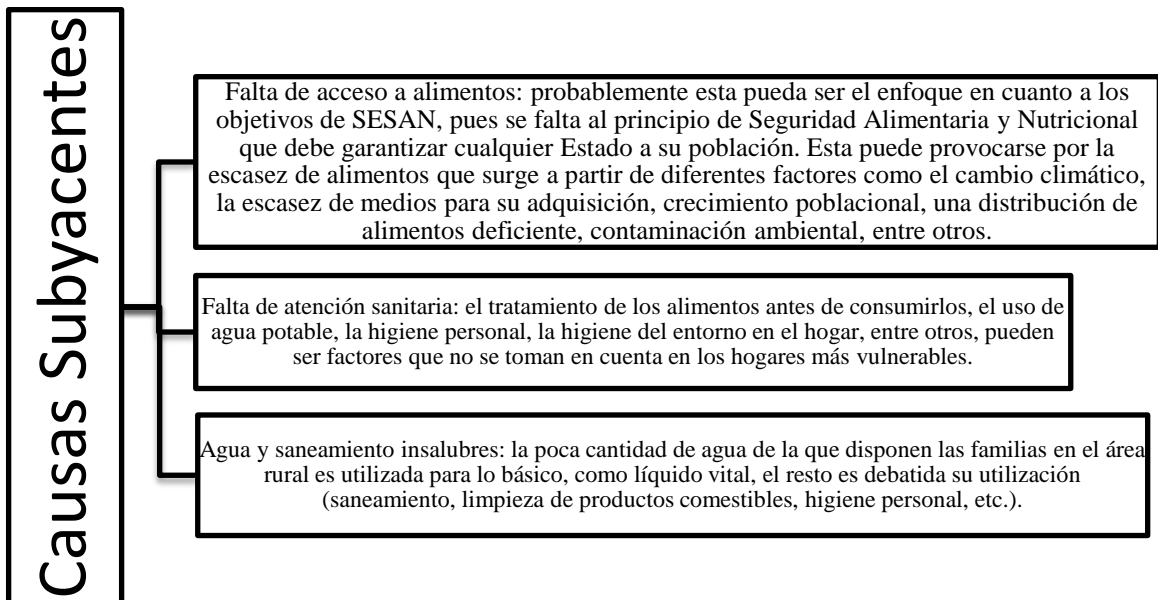 Causas Subyacentes
Falta de acceso a alimentos: probablemente esta pueda ser el enfoque en cuanto a los
objetivos de SESAN, pues se falta al principio de Seguridad Alimentaria y Nutricional
que debe garantizar cualquier Estado a su población. Esta puede provocarse por la
escasez de alimentos que surge a partir de diferentes factores como el cambio climático,
la escasez de medios para su adquisición, crecimiento poblacional, una distribución de
alimentos deficiente, contaminación ambiental, entre otros.
Falta de atención sanitaria: el tratamiento de los alimentos antes de consumirlos, el uso de
agua potable, la higiene personal, la higiene del entorno en el hogar, entre otros, pueden
ser factores que no se toman en cuenta en los hogares más vulnerables.
Agua y saneamiento insalubres: la poca cantidad de agua de la que disponen las familias en el área
rural es utilizada para lo básico, como líquido vital, el resto es debatida su utilización
(saneamiento, limpieza de productos comestibles, higiene personal, etc.).